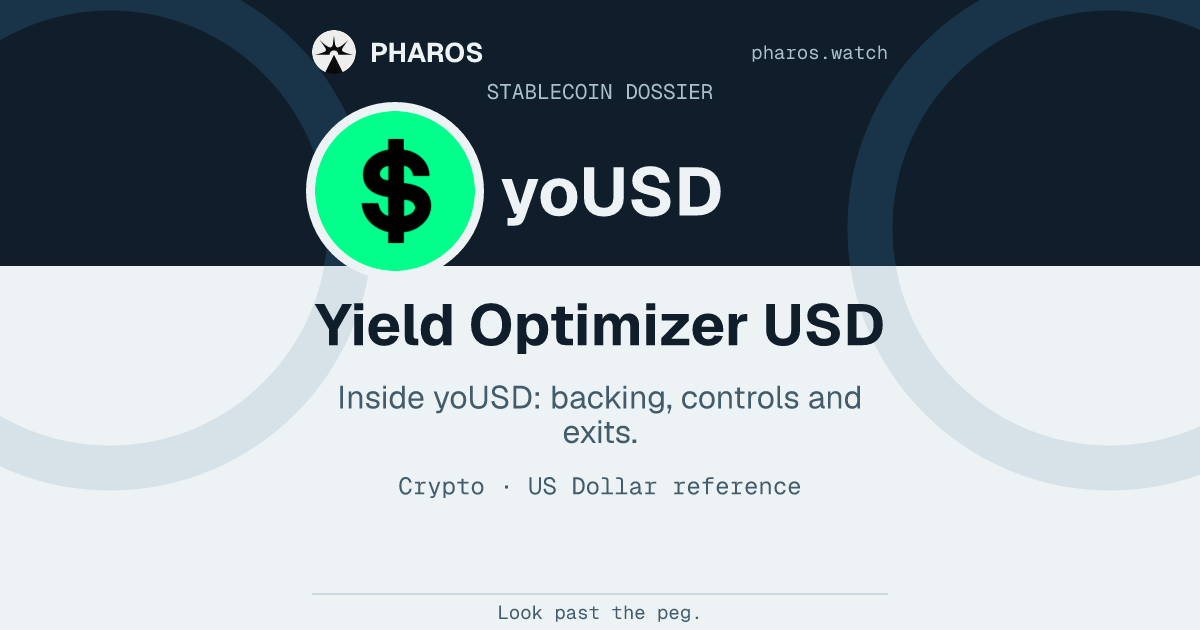 PHAROS
pharos.watch
STABLECOIN DOSSIER
$
yoUSD
Yield Optimizer USD
Inside yoUSD: backing, controls and
exits.
Crypto · US Dollar reference
Look past the peg.